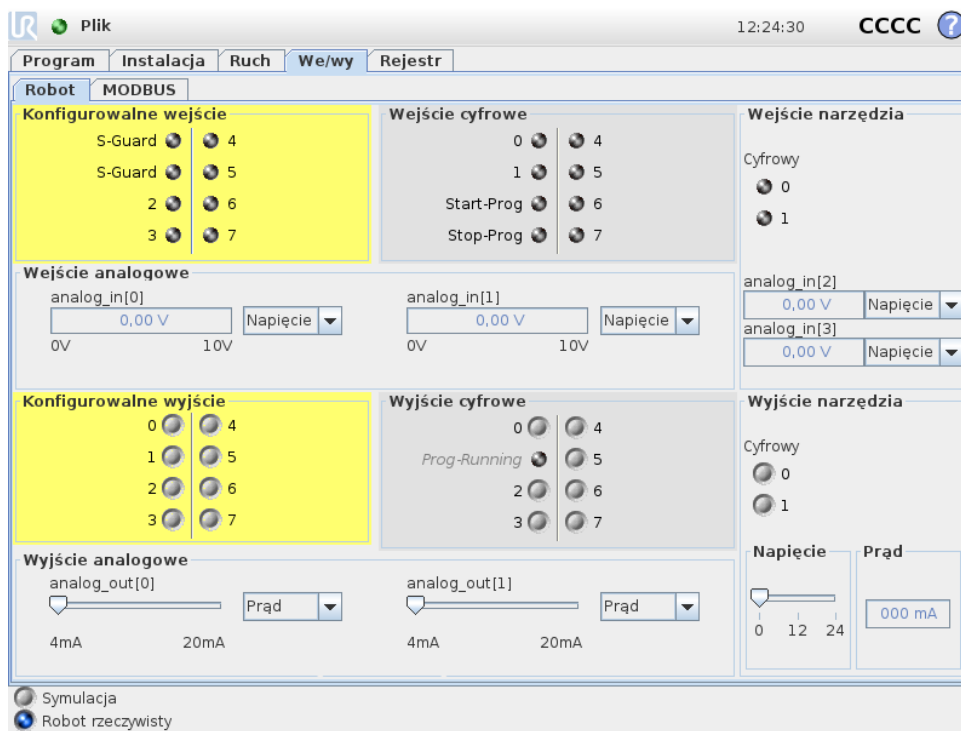 UR Plik 12:24:30 CCCC ?
Program Instalacja Ruch We/wy Rejestr
Robot MODBUS
Konfigurowalne wejście
S-Guard 4
S-Guard 5
2 6
3 7
Wejście cyfrowe
0 4
1 5
Start-Prog 6
Stop-Prog 7
Wejście narzędzia
Cyfrowy
0
1
analog_in[2]
0,00 V Napięcie
analog_in[3]
0,00 V Napięcie
Wejście analogowe
analog_in[0]
0,00 V Napięcie
0V 10V
analog_in[1]
0,00 V Napięcie
0V 10V
Konfigurowalne wyjście
0 4
1 5
2 6
3 7
Wyjście cyfrowe
0 4
Prog-Running 5
2 6
3 7
Wyjście narzędzia
Cyfrowy
0
1
Napięcie
0 12 24
Prąd
000 mA
Wyjście analogowe
analog_out[0]
Prąd
4mA 20mA
analog_out[1]
Prąd
4mA 20mA
Symulacja
Robot rzeczywisty